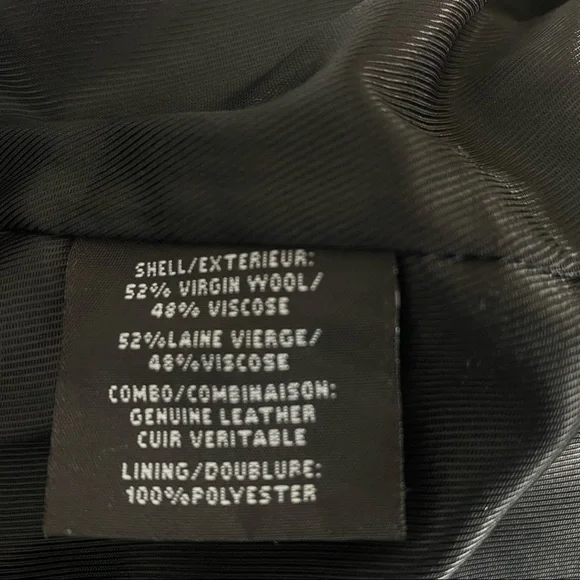 SHELL/EXTERIEUR:
52% VIRGIN WOOL/
48% VISCOSE
52%LAINE VIERGE/
48%VISCOSE
COMBO/COMBINAISON:
GENUINE LEATHER
CUIR VERITABLE
LINING/DOUBLURE:
100%POLYESTER